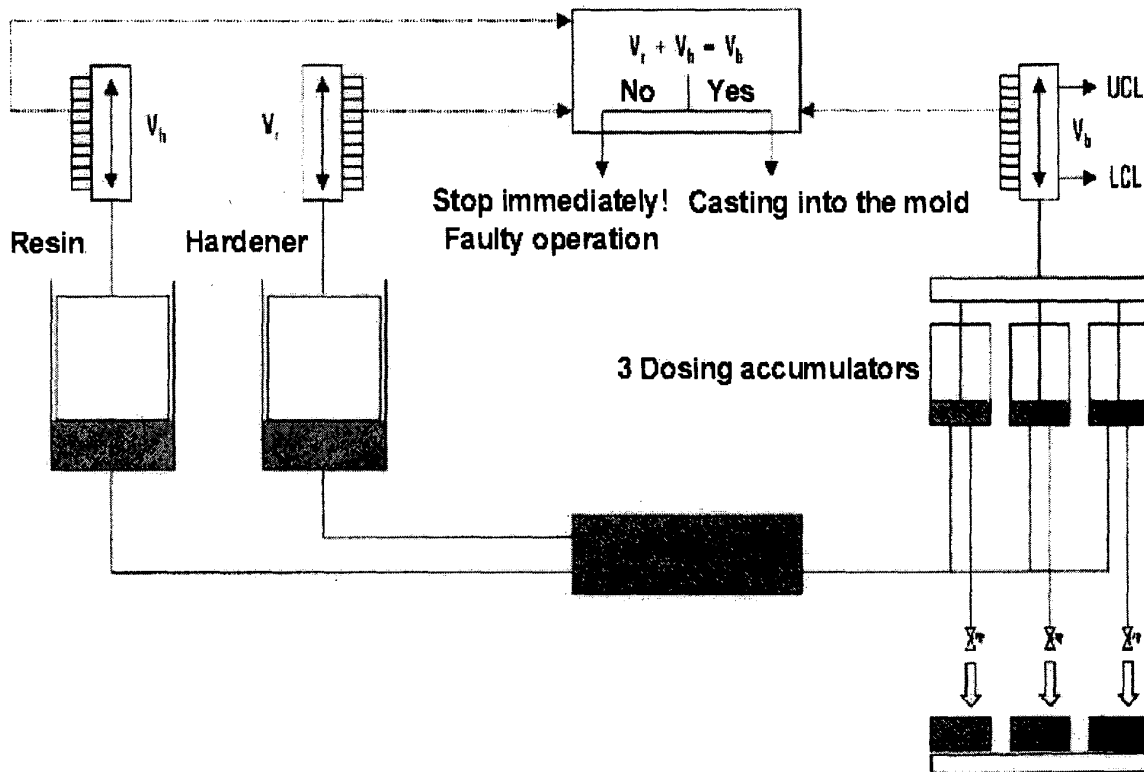 V_r + V_h = V_b
No Yes
UCL
V_h
V_r
V_b
LCL
Stop immediately! Casting into the mold
Faulty operation
Resin
Hardener
3 Dosing accumulators